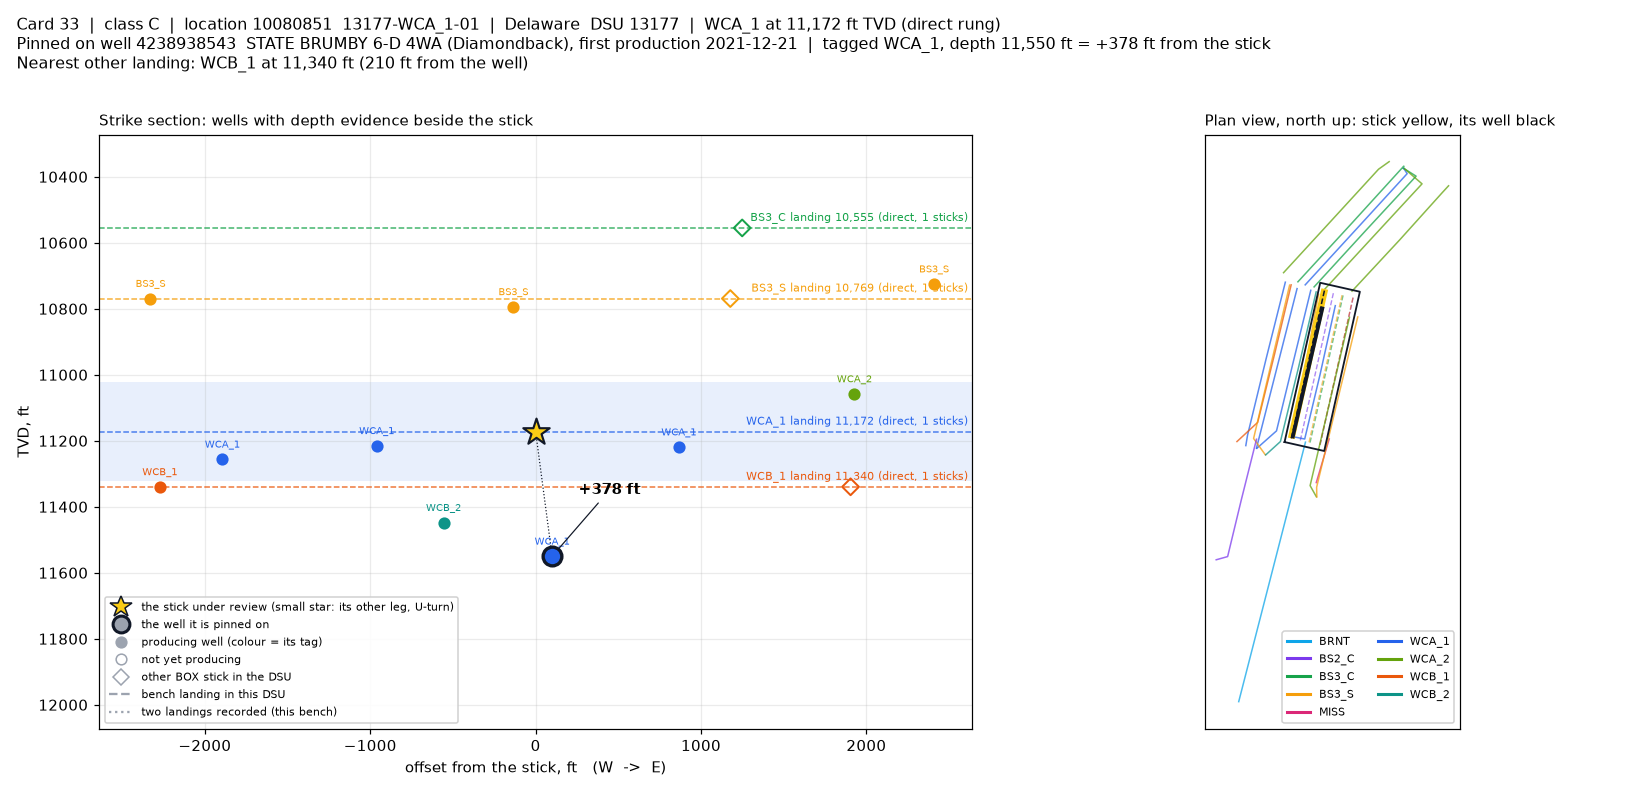 Card 33  |  class C  |  location 10080851  13177-WCA_1-01  |  Delaware  DSU 13177  |  WCA_1 at 11,172 ft TVD (direct rung)
Pinned on well 4238938543  STATE BRUMBY 6-D 4WA (Diamondback), first production 2021-12-21  |  tagged WCA_1, depth 11,550 ft = +378 ft from the stick
Nearest other landing: WCB_1 at 11,340 ft (210 ft from the well)
Strike section: wells with depth evidence beside the stick
BS3_C landing 10,555 (direct, 1 sticks)
BS3_S
BS3_S
BS3_S
BS3_S landing 10,769 (direct, 1 sticks)
WCA_2
WCA_1 landing 11,172 (direct, 1 sticks)
WCA_1
WCA_1
WCA_1
WCB_1
WCB_1 landing 11,340 (direct, 1 sticks)
+378 ft
WCB_2
WCA_1
10400
10600
10800
11000
11200
11400
11600
11800
12000
TVD, ft
the stick under review (small star: its other leg, U-turn)
the well it is pinned on
producing well (colour = its tag)
not yet producing
other BOX stick in the DSU
bench landing in this DSU
two landings recorded (this bench)
−2000
−1000
0
1000
2000
offset from the stick, ft   (W  ->  E)
Plan view, north up: stick yellow, its well black
BRNT
BS2_C
BS3_C
BS3_S
MISS
WCA_1
WCA_2
WCB_1
WCB_2